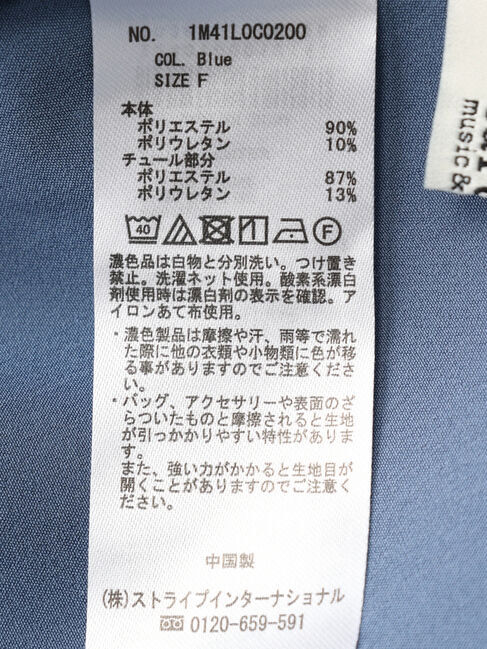 NO. 1M41L0C0200
COL. Blue
SIZE F
本体
ポリエステル 90%
ポリウレタン 10%
チュール部分
ポリエステル 87%
ポリウレタン 13%
40 F
濃色品は白物と分別洗い。つけ置き
禁止。洗濯ネット使用。酸素系漂白
剤使用時は漂白剤の表示を確認。ア
イロンあて布使用。
・濃色製品は摩擦や汗、雨等で濡れ
た際に他の衣類や小物類に色が移
る事がありますのでご注意くださ
い。
・バッグ、アクセサリーや表面のざ
らついたものと摩擦されると生地
が引っかかりやすい特性がありま
す。
また、強い力がかかると生地目が
開くことがありますのでご注意く
ださい。
中国製
(株)ストライプインターナショナル
0120-659-591
music &